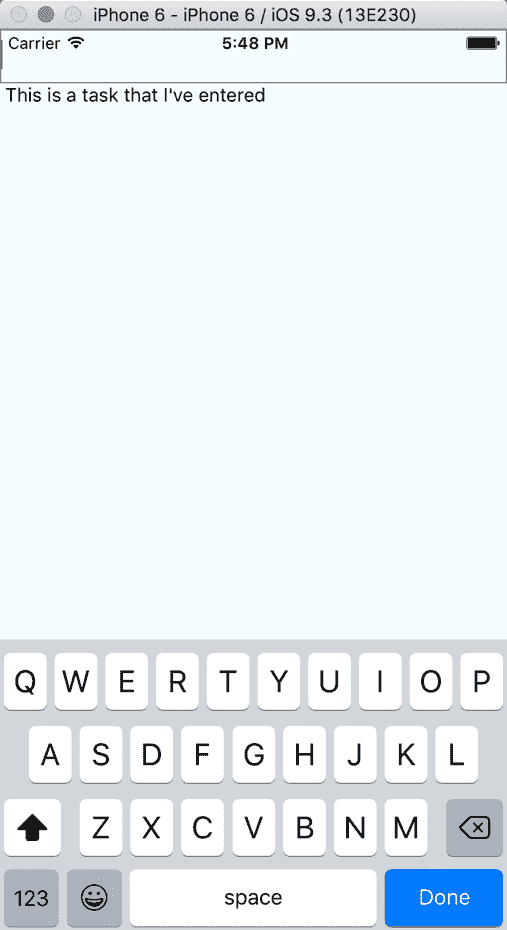 iPhone 6 - iPhone 6 / iOS 9.3 (13E230)
Carrier 5:48 PM
This is a task that I've entered
Q W E R T Y U I O P
A S D F G H J K L
Z X C V B N M
123 space Done